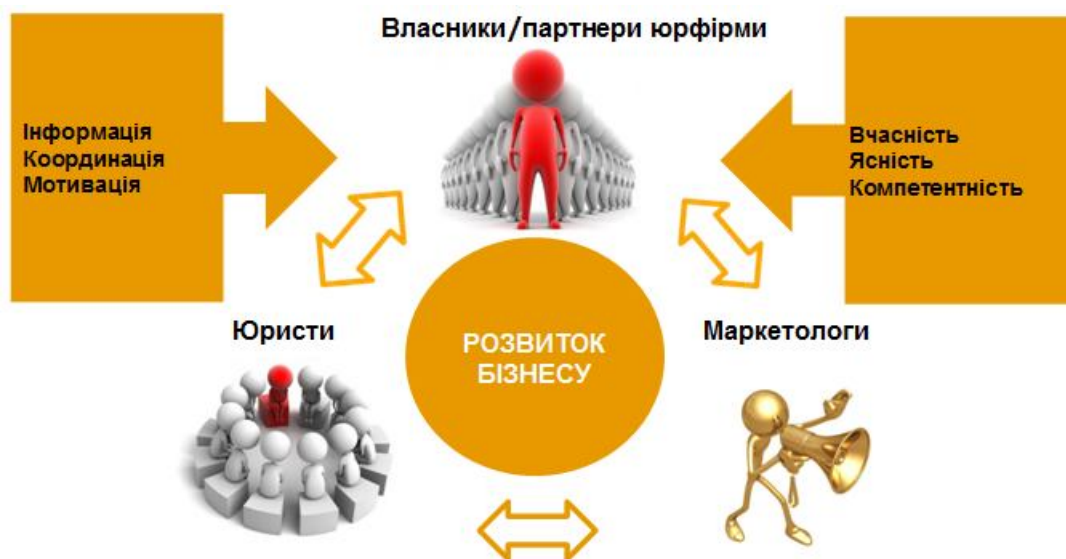 Власники/партнери юрфірми
Інформація
Координація
Мотивація
Вчасність
Ясність
Компетентність
Юристи
РОЗВИТОК
БІЗНЕСУ
Маркетологи